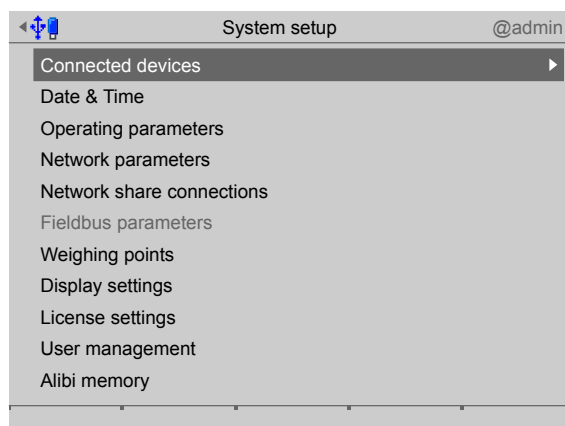 System setup @admin
Connected devices
Date & Time
Operating parameters
Network parameters
Network share connections
Fieldbus parameters
Weighing points
Display settings
License settings
User management
Alibi memory